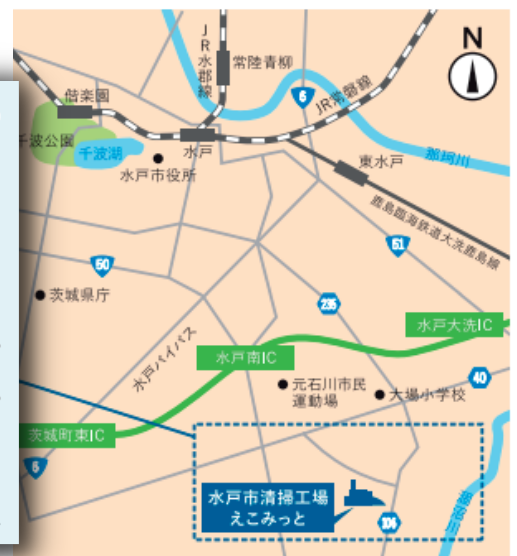 JR水郡線
常陸青柳
N
6
JR常磐線
偕楽園
千波公園
千波湖
水戸
水戸市役所
東水戸
那珂川
鹿島臨海鉄道大洗鹿島線
51
50
茨城県庁
235
水戸大洗IC
水戸バイパス
水戸南IC
40
元石川市民
運動場
大場小学校
茨城町東IC
6
水戸市清掃工場
えこみっと
104
涸沼川